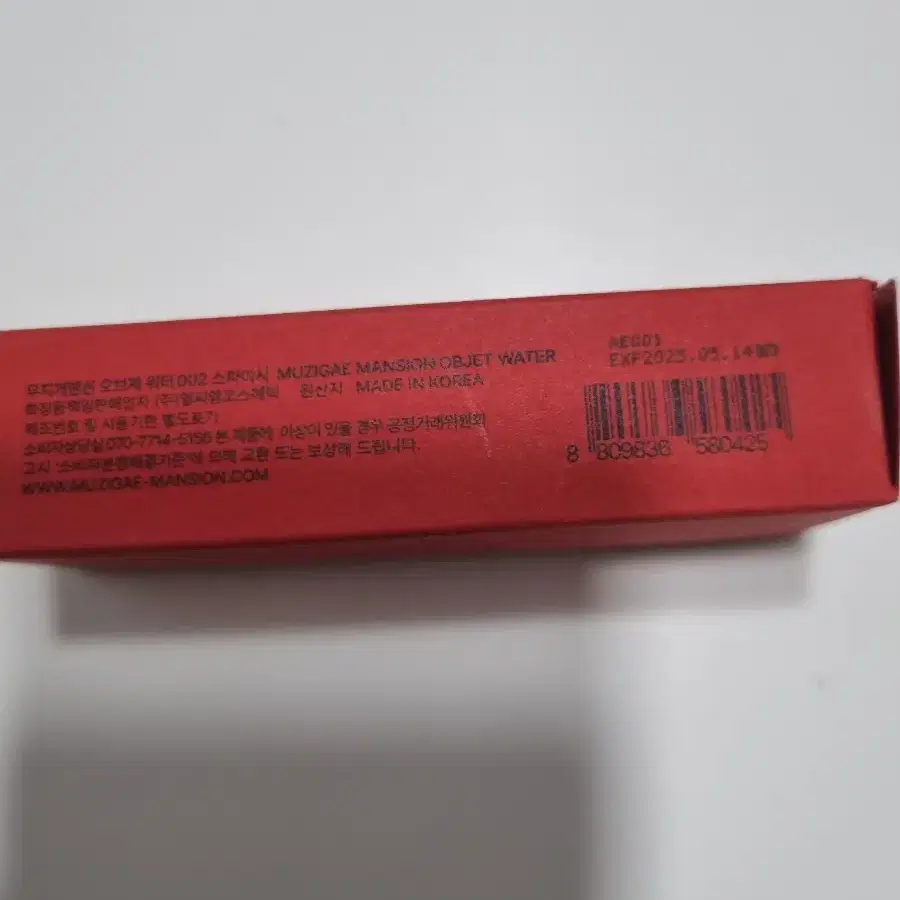 무지개맨션 오브제 워터 002 스파이시 MUZIGAE MANSION OBJET WATER
화장품책임판매업자 (주)엘씨엠코스메틱 원산지 MADE IN KOREA
제조번호 및 사용기한 별도표기
소비자상담실 070-7714-5156 본 제품에 이상이 있을 경우 공정거래위원회
고시 '소비자분쟁해결기준'에 의해 교환 또는 보상해 드립니다.
WWW.MUZIGAE-MANSION.COM
AEG01
EXP2025.05.14
8 809836 580425